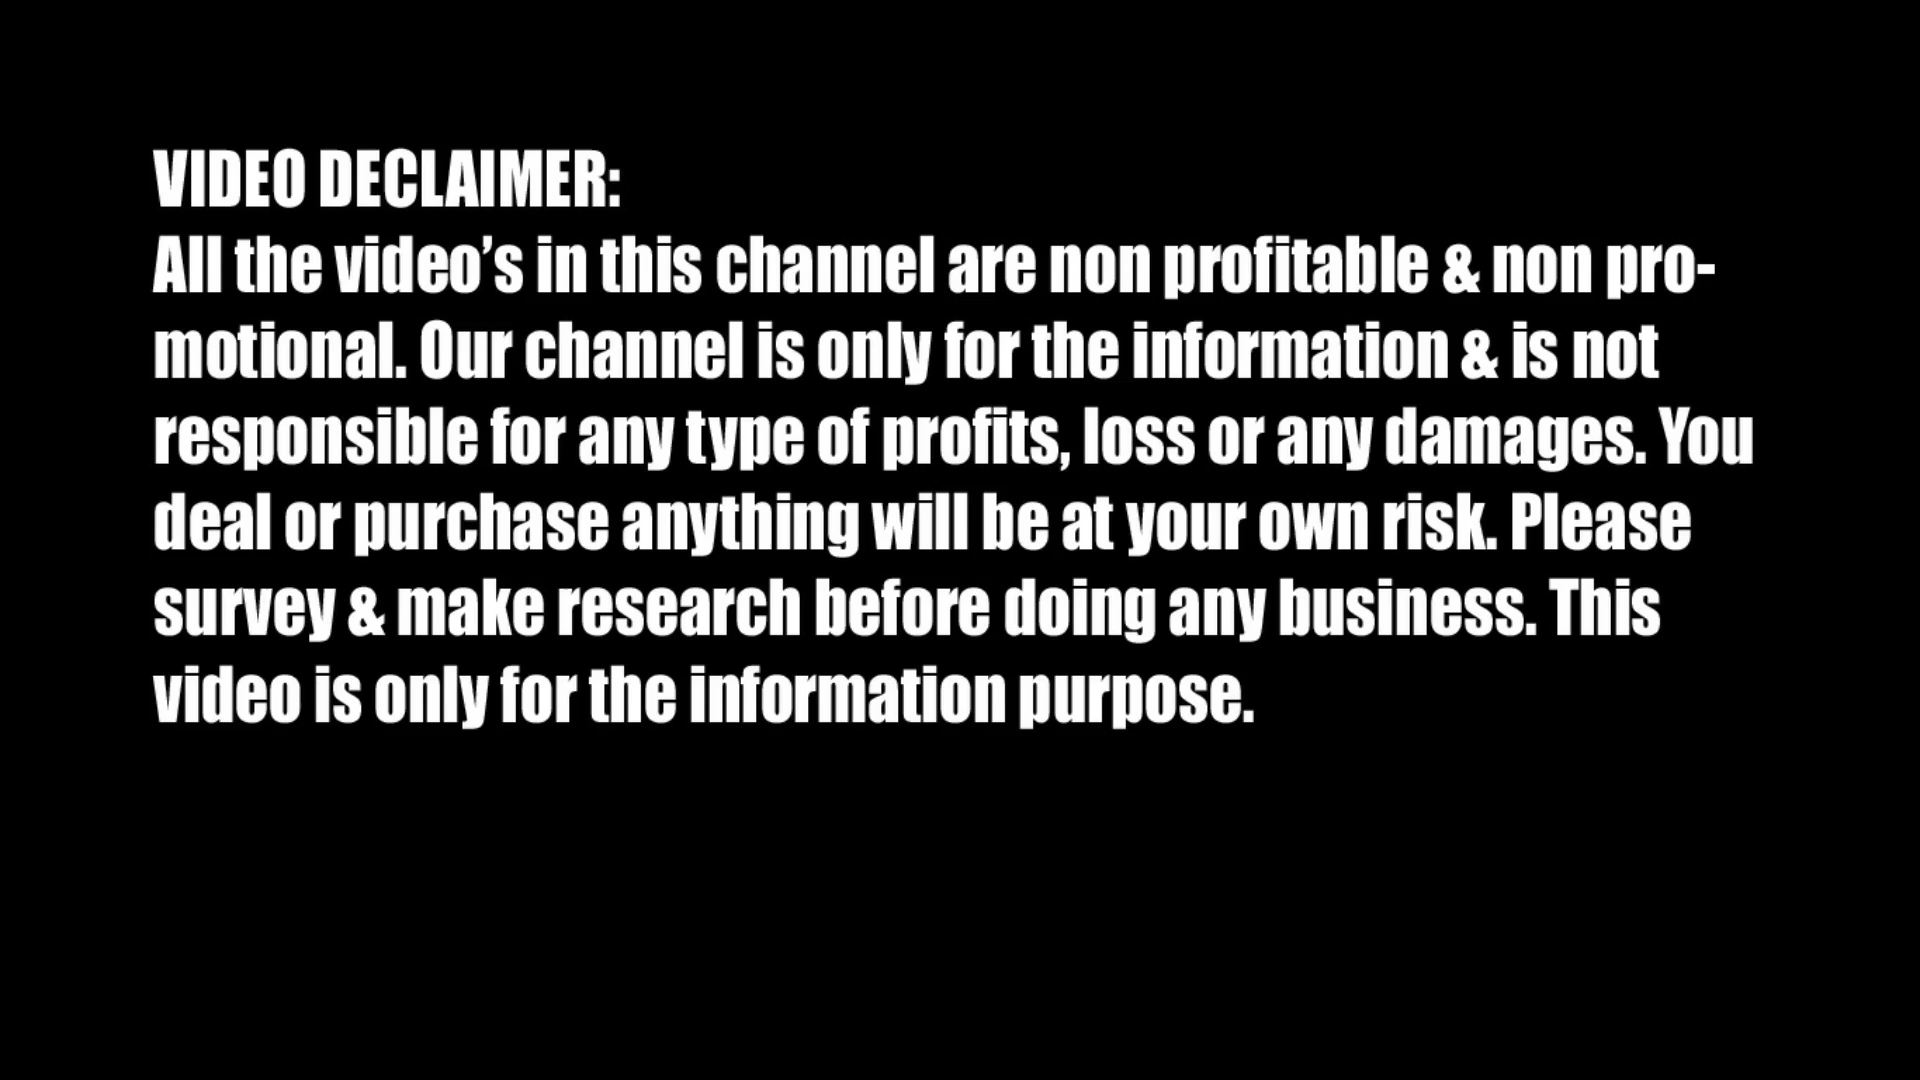 VIDEO DECLAIMER:
All the video’s in this channel are non profitable & non pro-
motional. Our channel is only for the information & is not
responsible for any type of profits, loss or any damages. You
deal or purchase anything will be at your own risk. Please
survey & make research before doing any business. This
video is only for the information purpose.